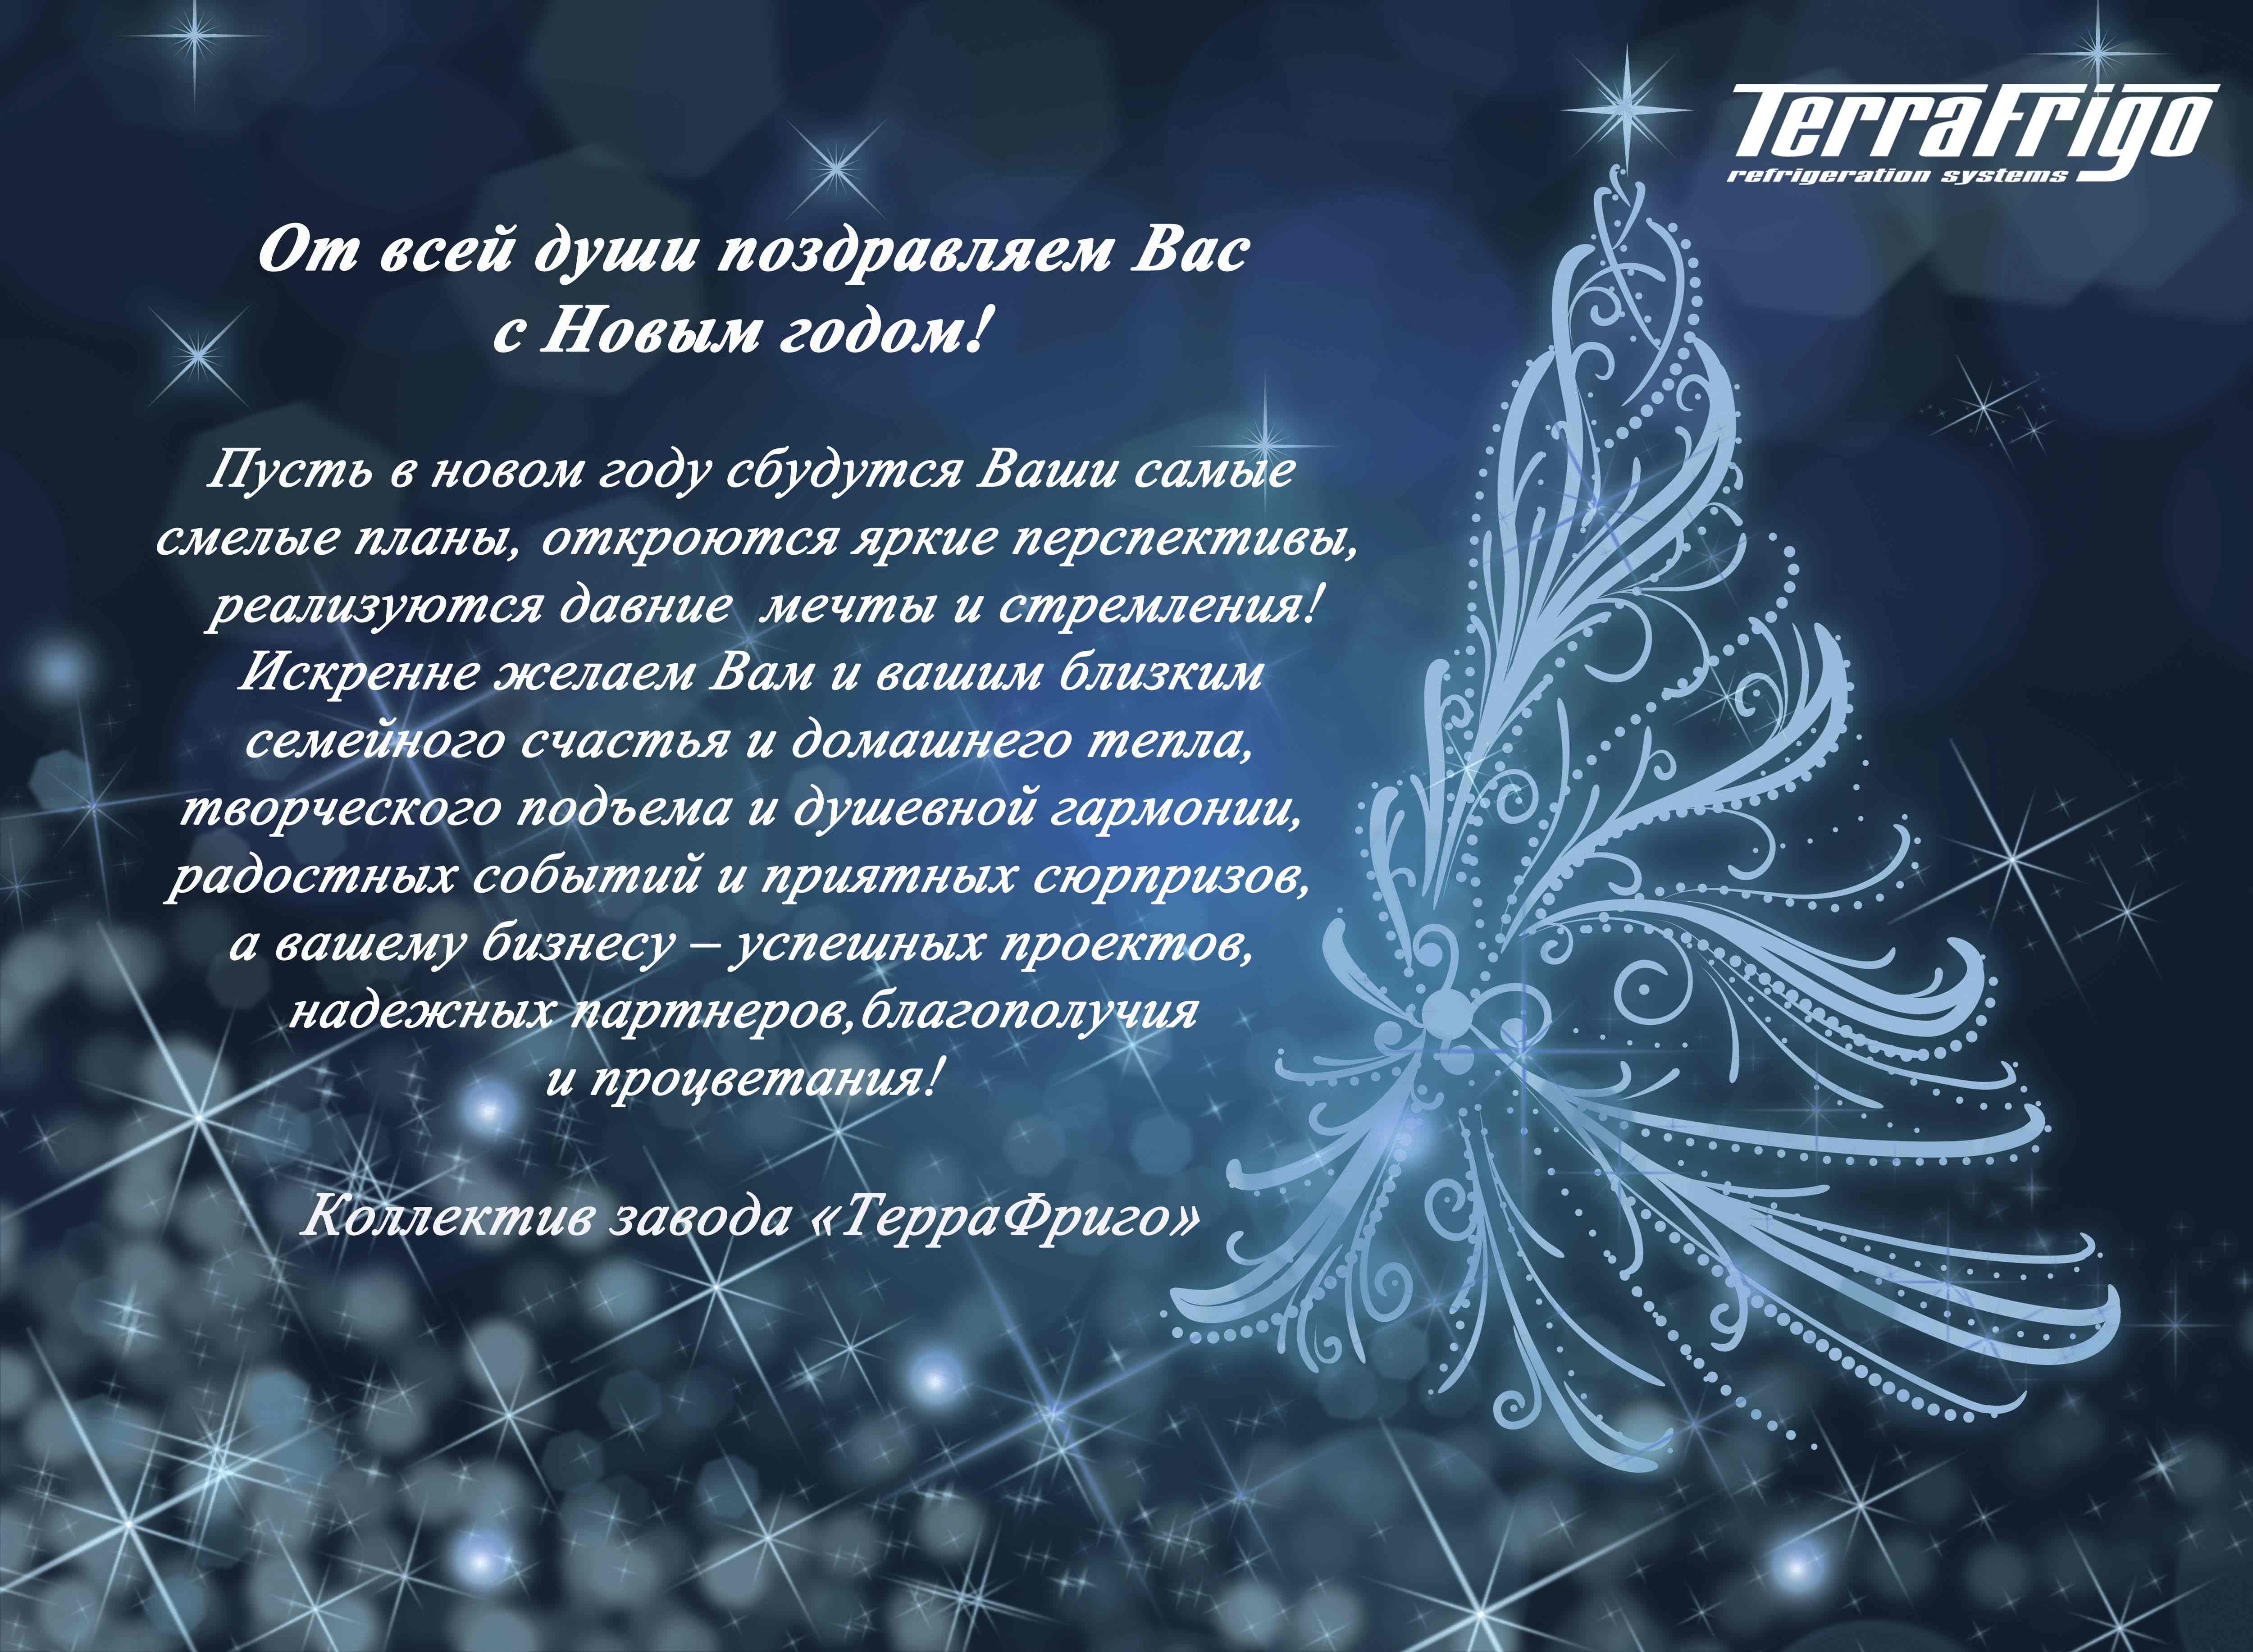 TerraFrigo
refrigeration systems
От всей души поздравляем Вас
с Новым годом!
Пусть в новом году сбудутся Ваши самые
смелые планы, откроются яркие перспективы,
реализуются давние мечты и стремления!
Искренне желаем Вам и вашим близким
семейного счастья и домашнего тепла,
творческого подъема и душевной гармонии,
радостных событий и приятных сюрпризов,
а вашему бизнесу – успешных проектов,
надежных партнеров,благополучия
и процветания!
Коллектив завода «ТерраФриго»